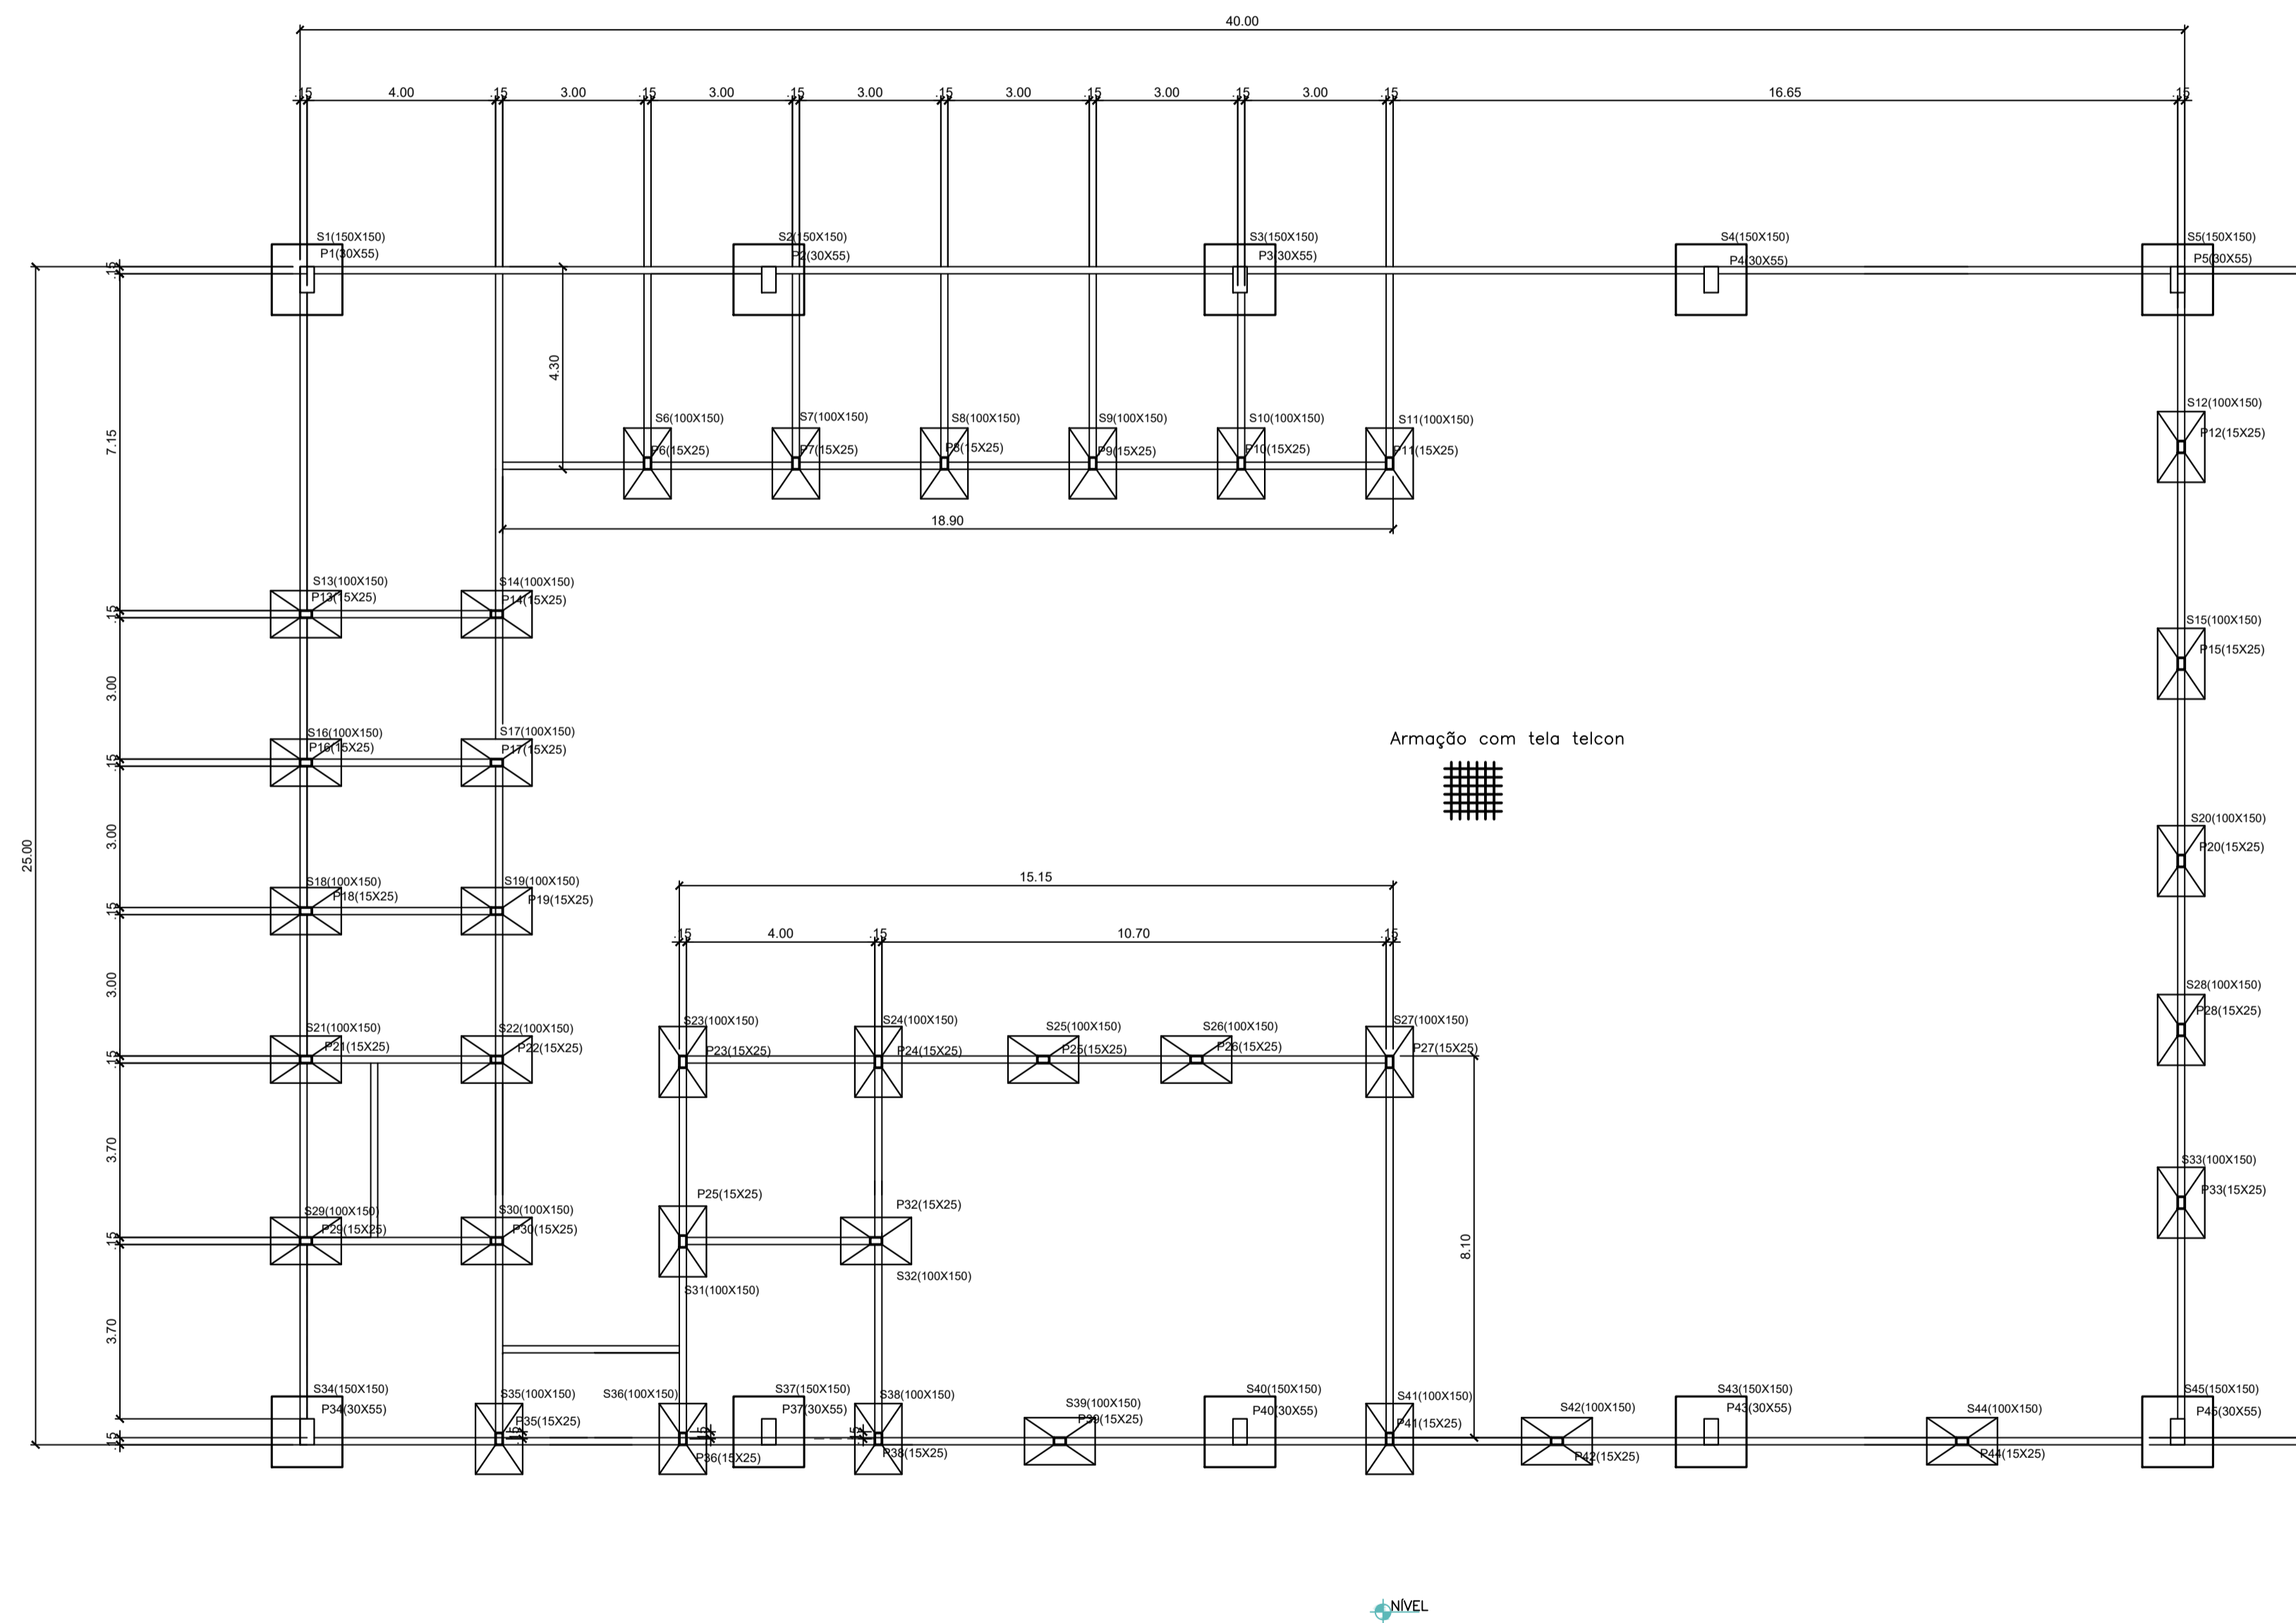 40.00
.15 4.00 .15 3.00 .15 3.00 .15 3.00 .15 3.00 .15 3.00 .15 3.00 .15 16.65 .15
S1(150X150) S2(150X150) S3(150X150) S4(150X150) S5(150X150)
P1(30X55) P2(30X55) P3(30X55) P4(30X55) P5(30X55)
.15
4.30
7.15
S12(100X150)
S6(100X150) S7(100X150) S8(100X150) S9(100X150) S10(100X150) S11(100X150)
P12(15X25)
P6(15X25) P7(15X25) P8(15X25) P9(15X25) P10(15X25) P11(15X25)
18.90
S13(100X150) S14(100X150)
P13(15X25) P14(15X25)
.15
S15(100X150)
P15(15X25)
3.00
S16(100X150) S17(100X150)
P16(15X25) P17(15X25)
.15
Armação com tela telcon
S20(100X150)
3.00
25.00
P20(15X25)
15.15
S18(100X150) S19(100X150)
P18(15X25) P19(15X25)
.15
.15 4.00 .15 10.70 .15
3.00
S28(100X150)
P28(15X25)
S21(100X150) S22(100X150) S23(100X150) S24(100X150) S25(100X150) S26(100X150) S27(100X150)
P21(15X25) P22(15X25) P23(15X25) P24(15X25) P25(15X25) P26(15X25) P27(15X25)
.15
3.70
S33(100X150)
P33(15X25)
P25(15X25) P32(15X25)
S29(100X150) S30(100X150)
P29(15X25) P30(15X25)
.15
8.10
S31(100X150) S32(100X150)
3.70
S34(150X150) S35(100X150) S36(100X150) S37(150X150) S38(100X150) S39(100X150) S40(150X150) S41(100X150) S42(100X150) S43(150X150) S44(100X150) S45(150X150)
P34(30X55) P35(15X25) P37(30X55) P39(15X25) P40(30X55) P41(15X25) P43(30X55) P45(30X55)
.15 .15 .15 .15
P36(15X25) P38(15X25) P42(15X25) P44(15X25)
NÍVEL